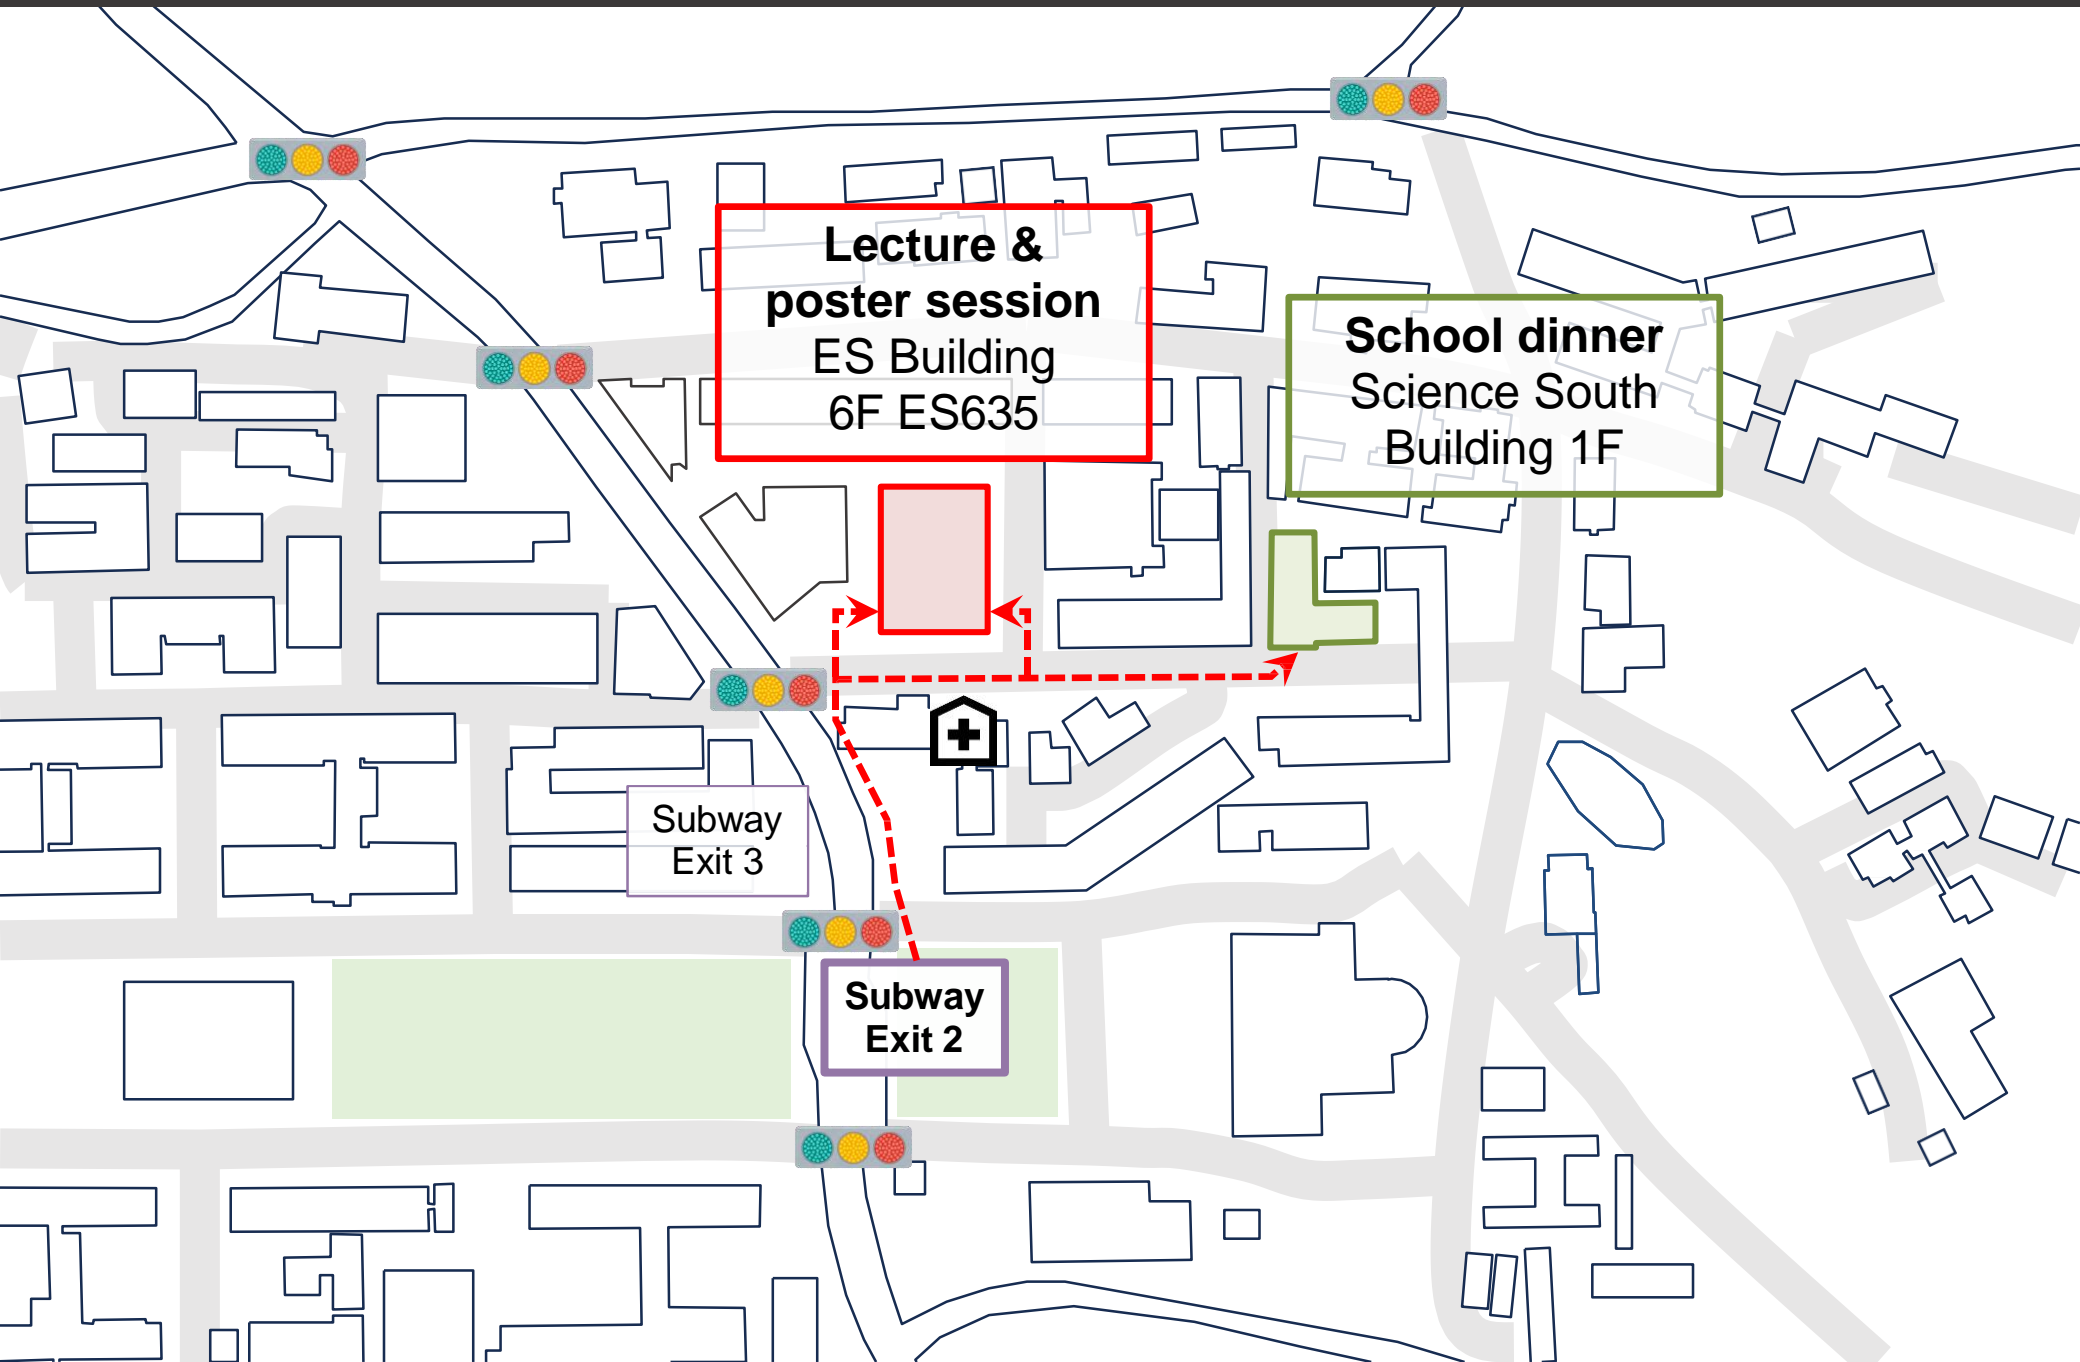 Lecture &
poster session
ES Building
6F ES635
School dinner
Science South
Building 1F
Subway
Exit 3
Subway
Exit 2